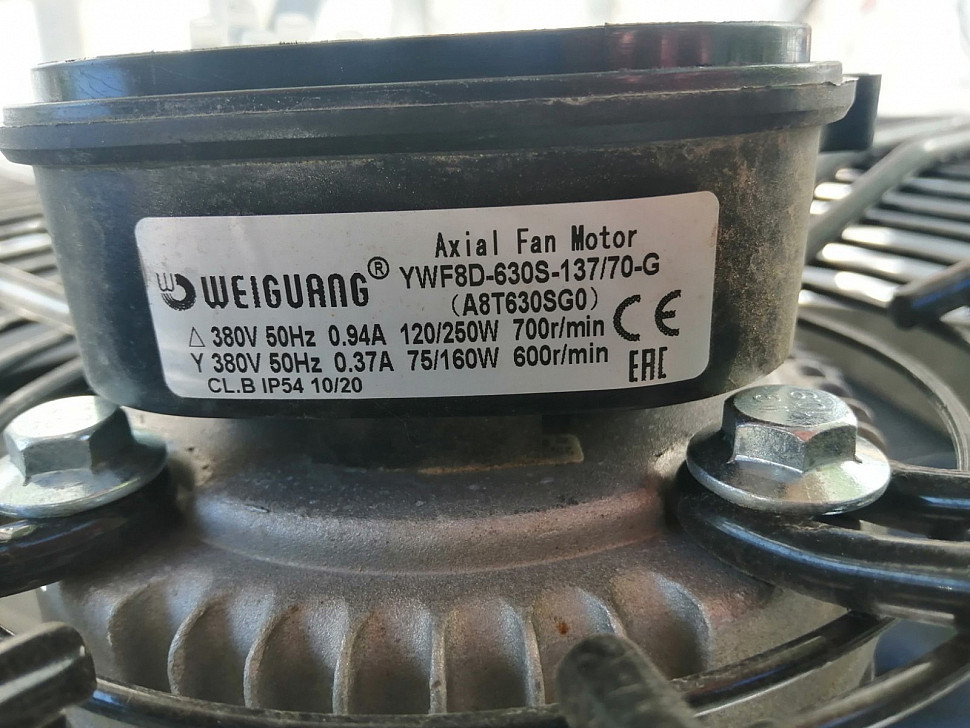 Axial Fan Motor
WEIGUANG® YWF8D-630S-137/70-G
(A8T630SG0)
△ 380V 50Hz 0.94A 120/250W 700r/min
Y 380V 50Hz 0.37A 75/160W 600r/min
CL.B IP54 10/20
CE
EAC